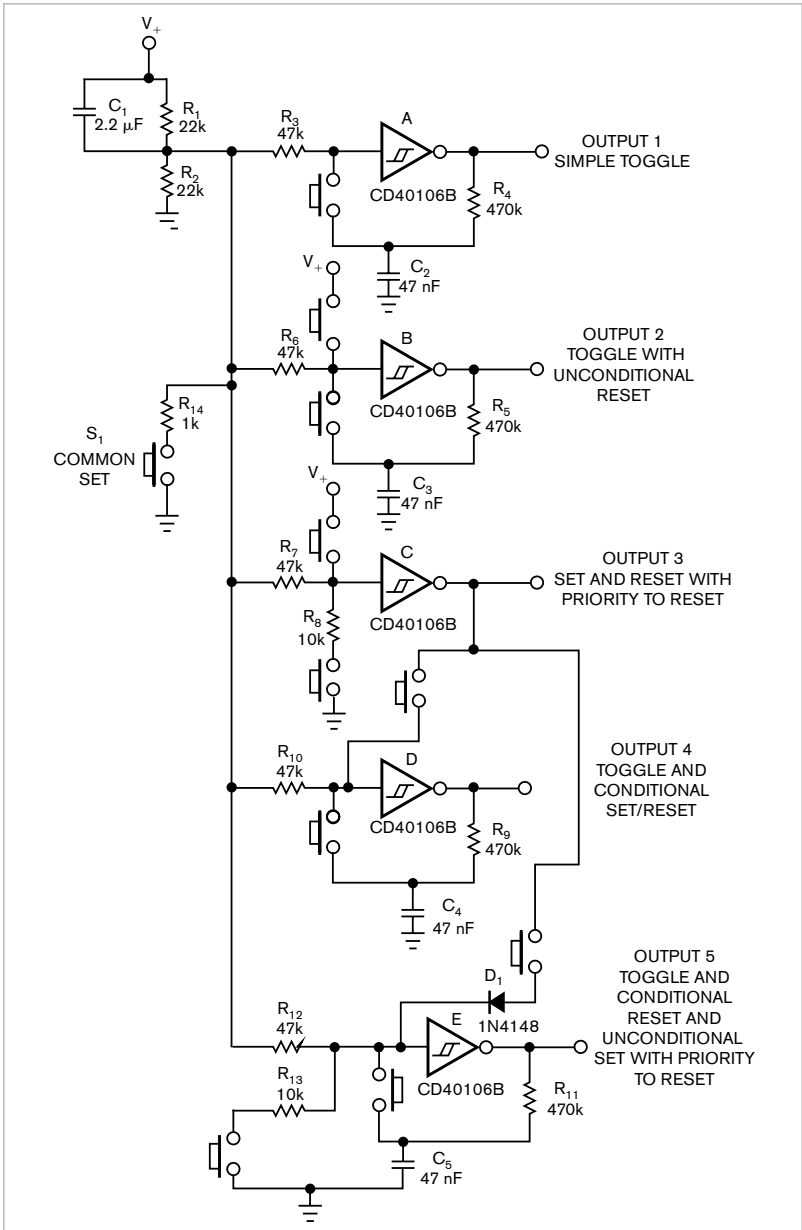 V+
C1
2.2 µF
R1
22k
R2
22k
R3
47k
A
CD40106B
R4
470k
OUTPUT 1
SIMPLE TOGGLE
C2
47 nF
V+
R6
47k
B
CD40106B
R5
470k
OUTPUT 2
TOGGLE WITH
UNCONDITIONAL
RESET
C3
47 nF
R14
1k
S1
COMMON
SET
V+
R7
47k
C
CD40106B
R8
10k
OUTPUT 3
SET AND RESET WITH
PRIORITY TO RESET
R10
47k
D
CD40106B
R9
470k
OUTPUT 4
TOGGLE AND
CONDITIONAL
SET/RESET
C4
47 nF
D1
1N4148
R12
47k
E
CD40106B
R13
10k
R11
470k
OUTPUT 5
TOGGLE AND
CONDITIONAL
RESET AND
UNCONDITIONAL
SET WITH PRIORITY
TO RESET
C5
47 nF